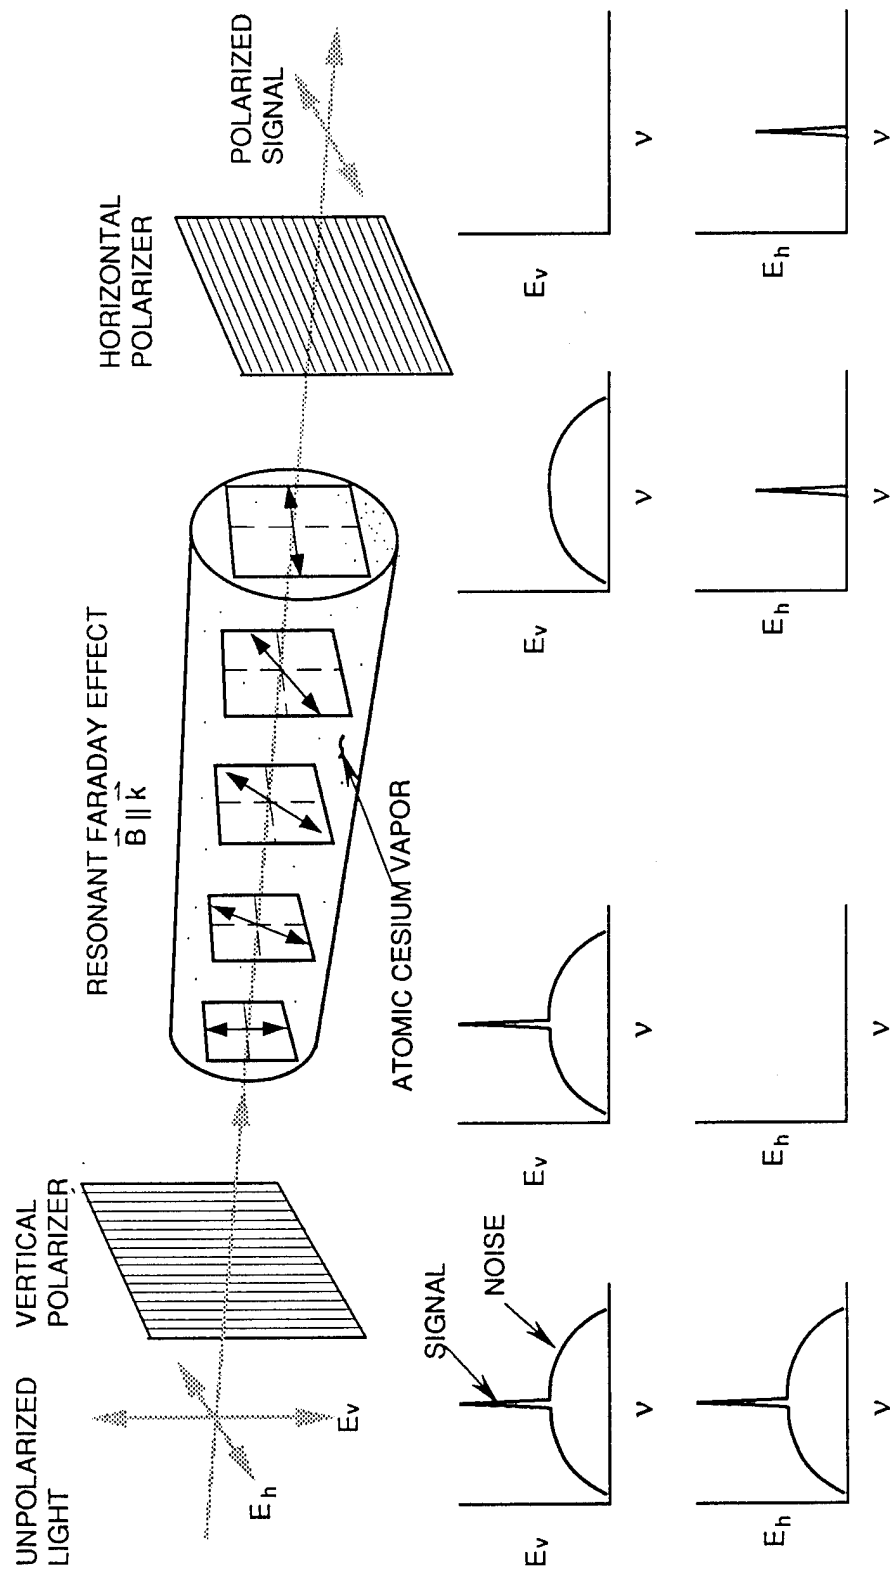 UNPOLARIZED
LIGHT
VERTICAL
POLARIZER
RESONANT FARADAY EFFECT
B || k
HORIZONTAL
POLARIZER
POLARIZED
SIGNAL
E_h
E_v
ATOMIC CESIUM VAPOR
SIGNAL
NOISE
E_v
ν
E_v
ν
E_v
ν
E_v
ν
E_h
ν
E_h
ν
E_h
ν
E_h
ν